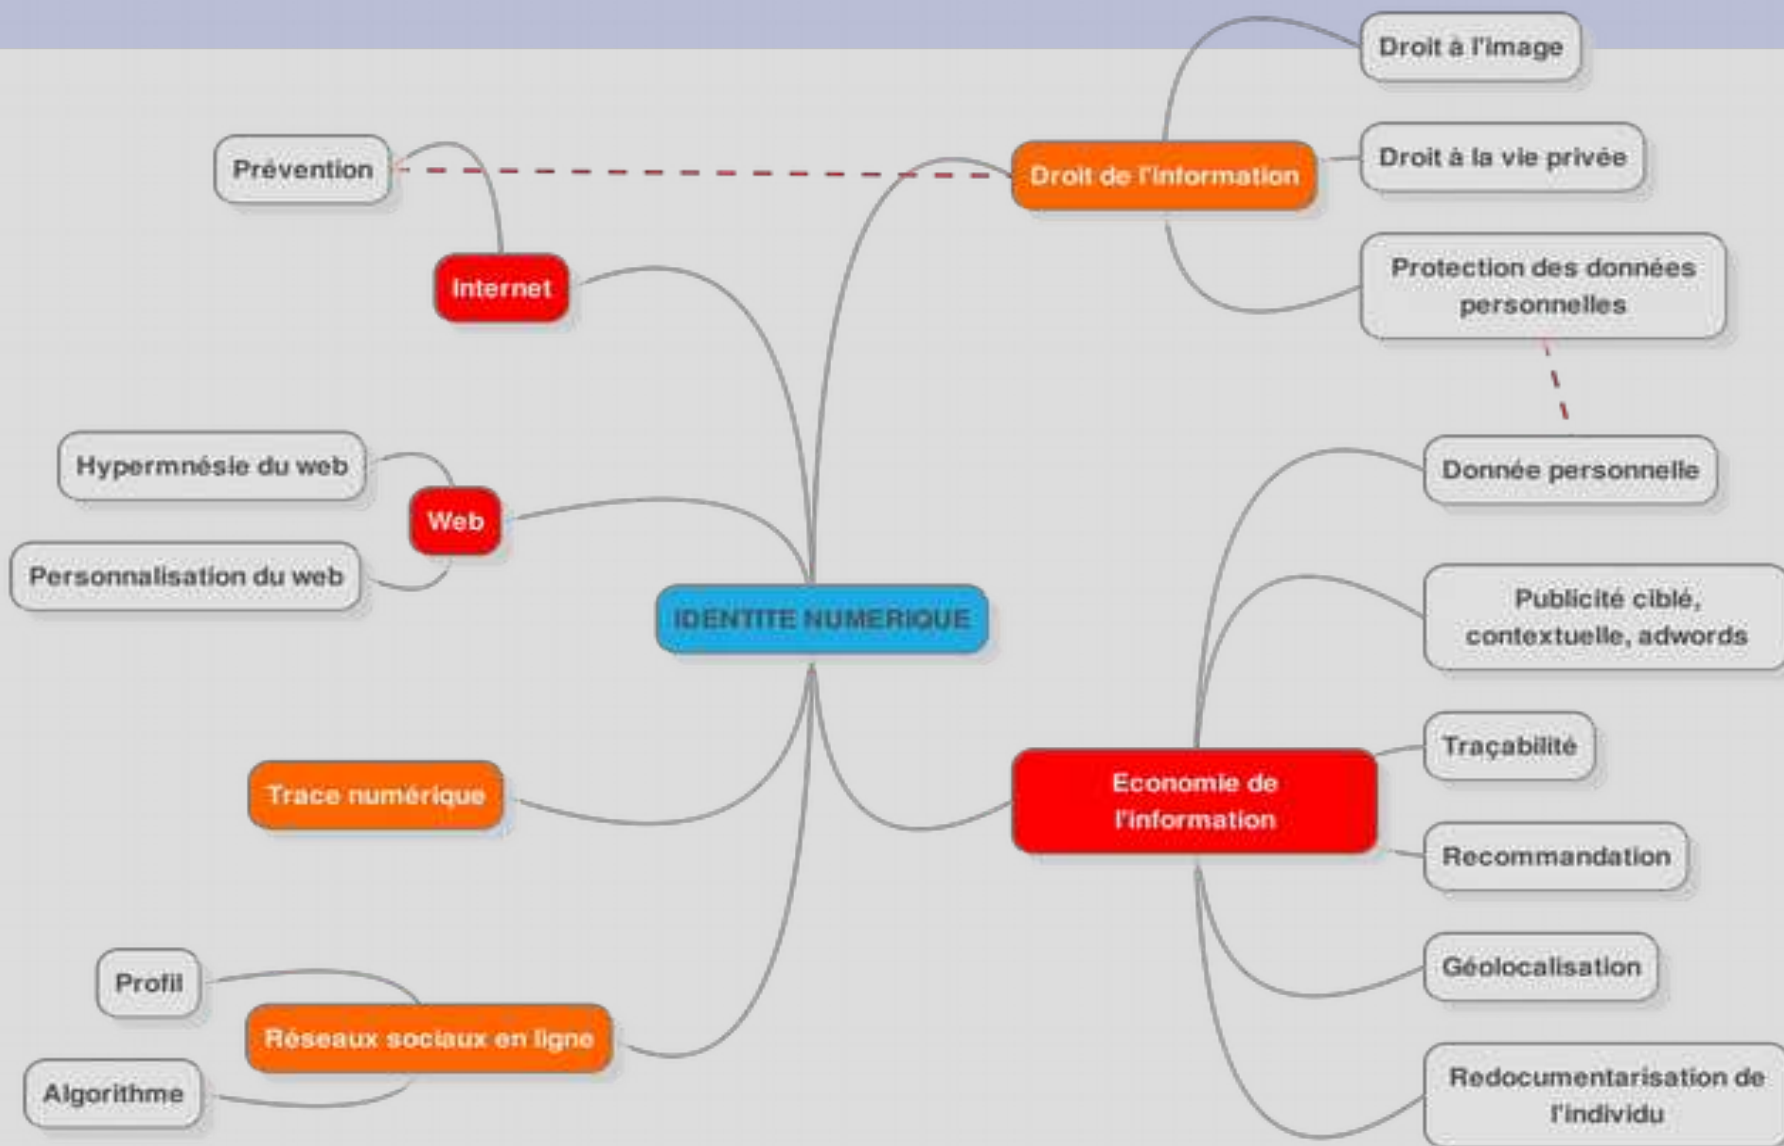 Droit à l'image
Prévention
Droit à la vie privée
Droit de l'information
Protection des données
personnelles
Internet
Hypermnésie du web
Web
Personnalisation du web
Donnée personnelle
IDENTITE NUMERIQUE
Publicité ciblé,
contextuelle, adwords
Traçabilité
Trace numérique
Economie de
l'information
Recommandation
Géolocalisation
Profil
Réseaux sociaux en ligne
Algorithme
Redocumentarisation de
l'individu